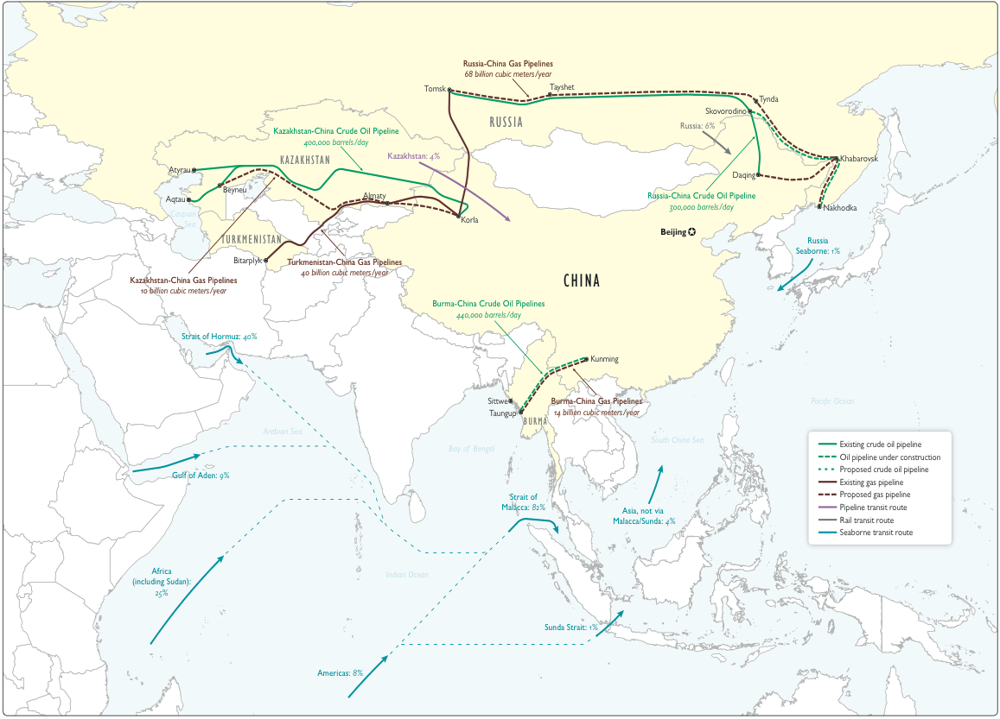 Russia-China Gas Pipelines
68 billion cubic meters/year
Tomsk
Tayshet
Tynda
Skovorodino
RUSSIA
Russia: 6%
Kazakhstan-China Crude Oil Pipeline
400,000 barrels/day
KAZAKHSTAN
Kazakhstan: 4%
Khabarovsk
Atyrau
Daqing
Beyneu
Aqtau
Almaty
Russia-China Crude Oil Pipeline
300,000 barrels/day
Nakhodka
Caspian
Sea
Korla
TURKMENISTAN
Beijing
Russia
Seaborne: 1%
Bitarplyk
Turkmenistan-China Gas Pipelines
40 billion cubic meters/year
Kazakhstan-China Gas Pipelines
10 billion cubic meters/year
CHINA
Burma-China Crude Oil Pipelines
440,000 barrels/day
Strait of Hormuz: 40%
Kunming
Sittwe
Taungup
BURMA
Burma-China Gas Pipelines
14 billion cubic meters/year
Pacific Ocean
Arabian Sea
Bay of Bengal
South China Sea
Gulf of Aden: 9%
Existing crude oil pipeline
Oil pipeline under construction
Proposed crude oil pipeline
Existing gas pipeline
Proposed gas pipeline
Pipeline transit route
Rail transit route
Seaborne transit route
Strait of
Malacca: 82%
Asia, not via
Malacca/Sunda: 4%
Africa
(including Sudan):
25%
Indian Ocean
Sunda Strait: 1%
Americas: 8%